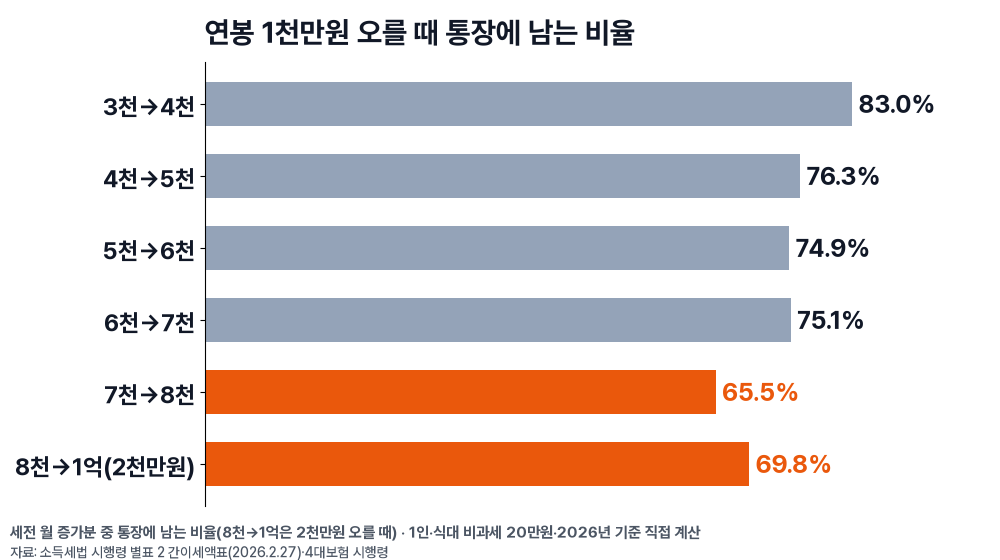 연봉 1천만원 오를 때 통장에 남는 비율
3천→4천 83.0%
4천→5천 76.3%
5천→6천 74.9%
6천→7천 75.1%
7천→8천 65.5%
8천→1억(2천만원) 69.8%
세전 월 증가분 중 통장에 남는 비율(8천→1억은 2천만원 오를 때) · 1인·식대 비과세 20만원·2026년 기준 직접 계산
자료: 소득세법 시행령 별표 2 간이세액표(2026.2.27)·4대보험 시행령